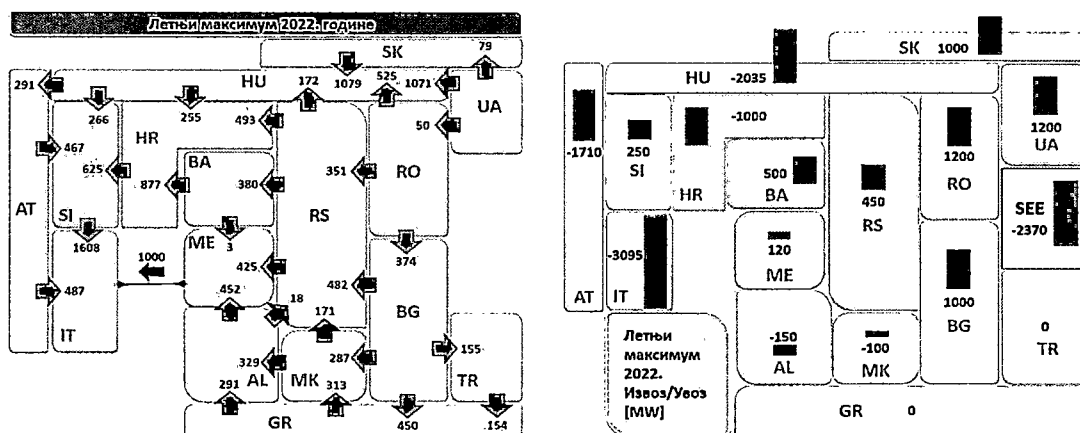 Летњи максимум 2022. године
SK
79
HU
172
1079
525
1071
291
UA
266
255
493
50
HR
467
BA
625
877
380
351
RO
AT
SI
RS
ME
3
1608
1000
374
425
452
482
18
487
171
BG
IT
329
287
155
291
AL
MK
313
TR
GR
450
154
SK 1000
HU -2035
-1000
-1710
250
SI
HR
500
BA
450
RS
1200
RO
1200
UA
SEE
-2370
-3095
120
ME
AT
IT
1000
BG
Летњи
максимум
2022.
Извоз/Увоз
[MW]
-150
AL
-100
MK
0
TR
GR 0